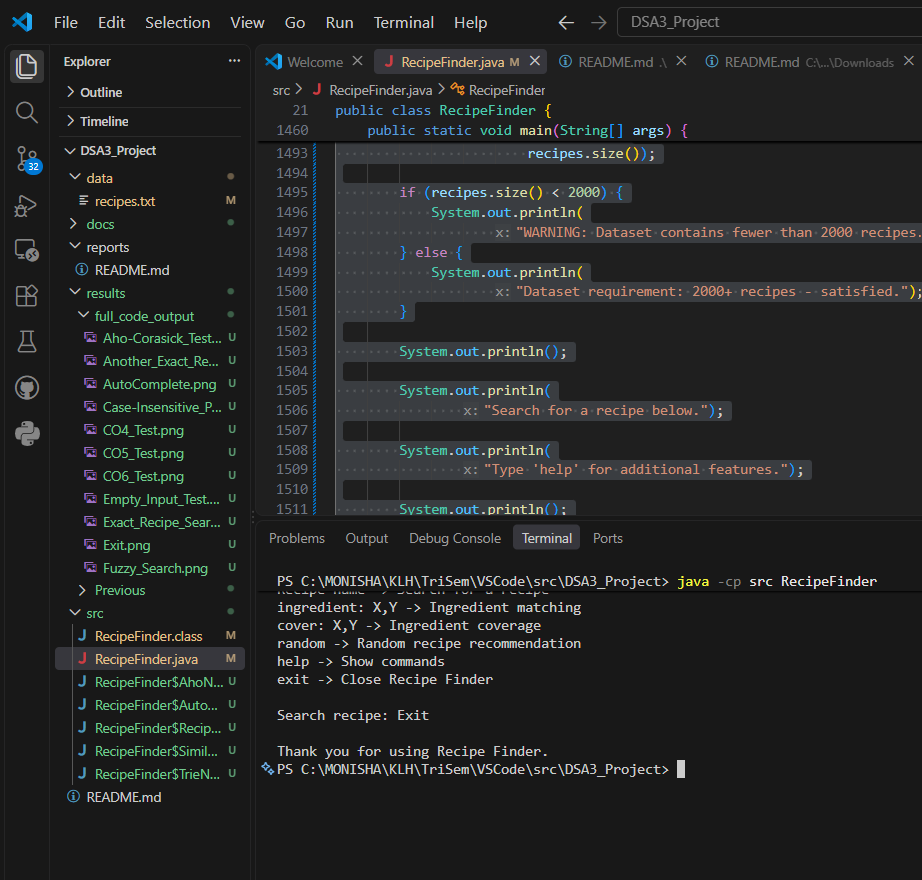 File Edit Selection View Go Run Terminal Help
DSA3_Project
Explorer
Outline
Timeline
DSA3_Project
data
recipes.txt M
docs
reports
README.md
results
full_code_output
Aho-Corasick_Test... U
Another_Exact_Re... U
AutoComplete.png U
Case-Insensitive_P... U
CO4_Test.png U
CO5_Test.png U
CO6_Test.png U
Empty_Input_Test.... U
Exact_Recipe_Sear... U
Exit.png U
Fuzzy_Search.png U
Previous
src
RecipeFinder.class M
RecipeFinder.java M
RecipeFinder$AhoN... U
RecipeFinder$Auto... U
RecipeFinder$Recip... U
RecipeFinder$Simil... U
RecipeFinder$TrieN... U
README.md
32
Welcome
RecipeFinder.java M
README.md .\
README.md C:\...\Downloads
src > RecipeFinder.java > RecipeFinder
21 public class RecipeFinder {
1460 public static void main(String[] args) {
1493 recipes.size());
1494
1495 if (recipes.size() < 2000) {
1496 System.out.println(
1497 x: "WARNING: Dataset contains fewer than 2000 recipes.
1498 } else {
1499 System.out.println(
1500 x: "Dataset requirement: 2000+ recipes - satisfied.");
1501 }
1502
1503 System.out.println();
1504
1505 System.out.println(
1506 x: "Search for a recipe below.");
1507
1508 System.out.println(
1509 x: "Type 'help' for additional features.");
1510
1511 System.out.println();
Problems Output Debug Console Terminal Ports
PS C:\MONISHA\KLH\TriSem\VSCode\src\DSA3_Project> java -cp src RecipeFinder
Recipe name -> Search for a recipe
ingredient: X,Y -> Ingredient matching
cover: X,Y -> Ingredient coverage
random -> Random recipe recommendation
help -> Show commands
exit -> Close Recipe Finder
Search recipe: Exit
Thank you for using Recipe Finder.
PS C:\MONISHA\KLH\TriSem\VSCode\src\DSA3_Project>